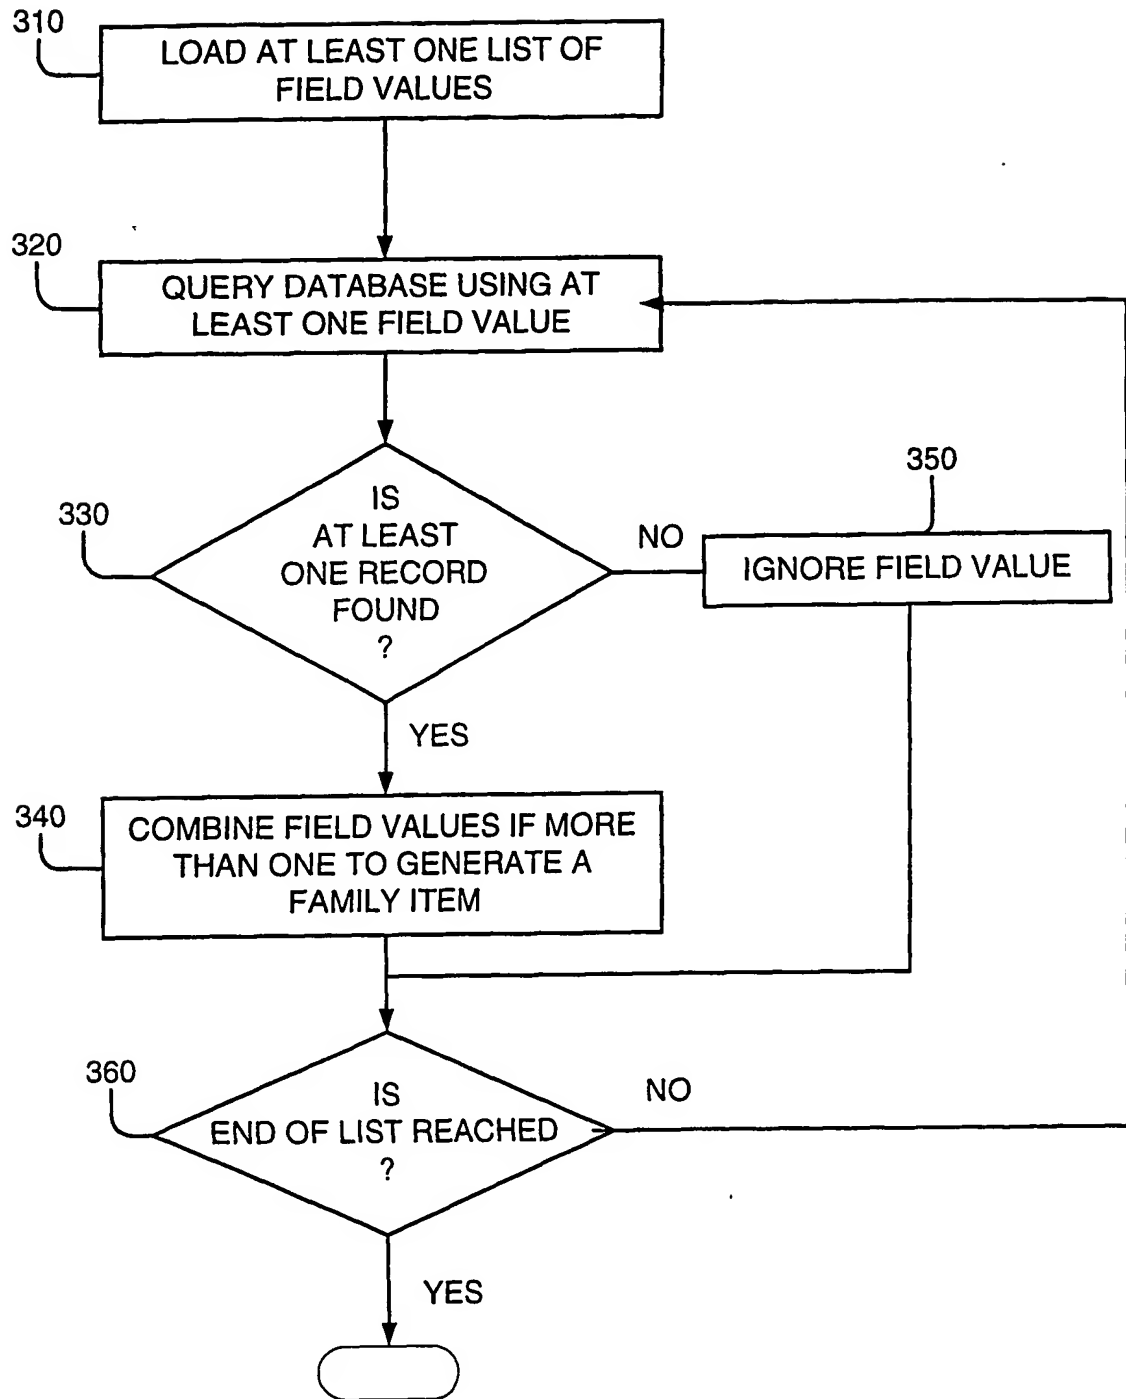 310
LOAD AT LEAST ONE LIST OF
FIELD VALUES
320
QUERY DATABASE USING AT
LEAST ONE FIELD VALUE
330
IS
AT LEAST
ONE RECORD
FOUND
?
NO
350
IGNORE FIELD VALUE
YES
340
COMBINE FIELD VALUES IF MORE
THAN ONE TO GENERATE A
FAMILY ITEM
360
IS
END OF LIST REACHED
?
NO
YES